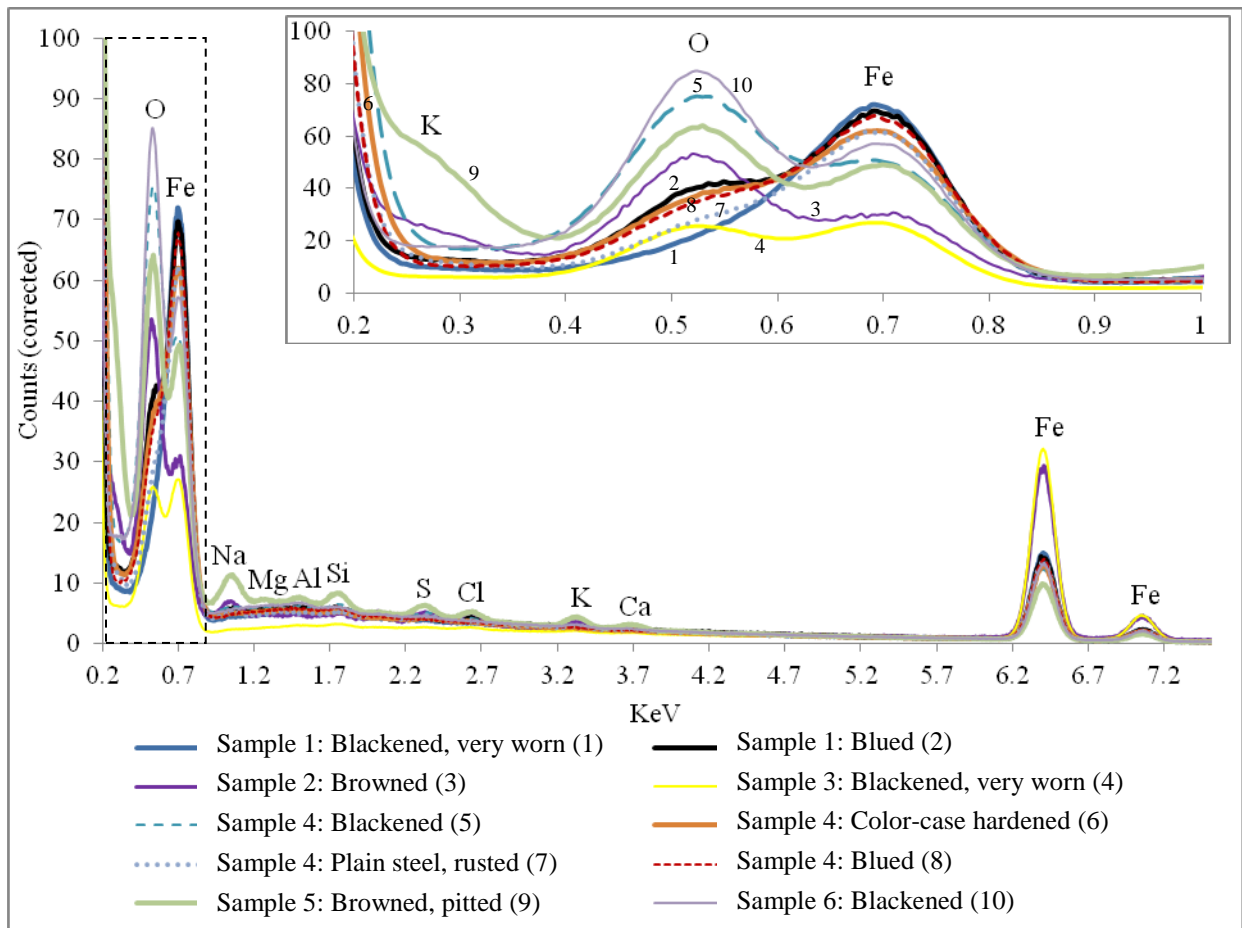 100
90
80
70
60
50
40
30
20
10
0
Counts (corrected)
O
Fe
Na
Mg
Al
Si
S
Cl
K
Ca
Fe
Fe
0.2
0.7
1.2
1.7
2.2
2.7
3.2
3.7
4.2
4.7
5.2
5.7
6.2
6.7
7.2
KeV
100
80
60
40
20
0
6
K
9
O
5
10
2
8
7
1
4
3
Fe
0.2
0.3
0.4
0.5
0.6
0.7
0.8
0.9
1
Sample 1: Blackened, very worn (1)
Sample 1: Blued (2)
Sample 2: Browned (3)
Sample 3: Blackened, very worn (4)
Sample 4: Blackened (5)
Sample 4: Color-case hardened (6)
Sample 4: Plain steel, rusted (7)
Sample 4: Blued (8)
Sample 5: Browned, pitted (9)
Sample 6: Blackened (10)